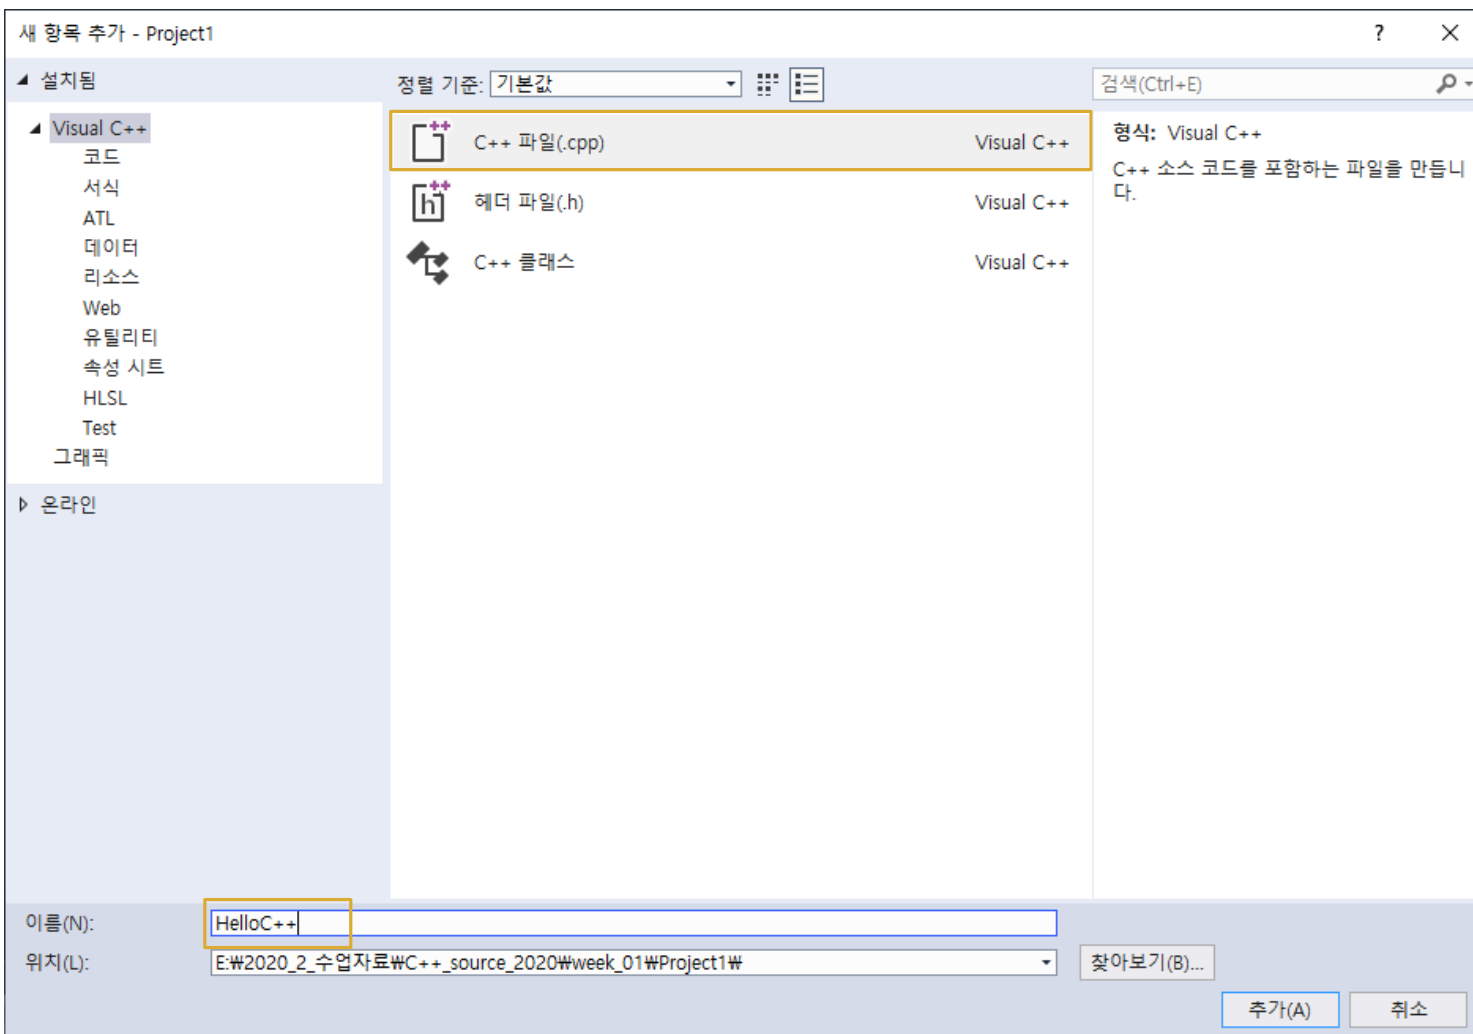 새 항목 추가 - Project1
?
설치됨
정렬 기준: 기본값
검색(Ctrl+E)
Visual C++
코드
서식
ATL
데이터
리소스
Web
유틸리티
속성 시트
HLSL
Test
그래픽
온라인
C++ 파일(.cpp) Visual C++
헤더 파일(.h) Visual C++
C++ 클래스 Visual C++
형식: Visual C++
C++ 소스 코드를 포함하는 파일을 만듭니
다.
이름(N): HelloC++
위치(L): E:₩2020_2_수업자료₩C++_source_2020₩week_01₩Project1₩
찾아보기(B)...
추가(A) 취소